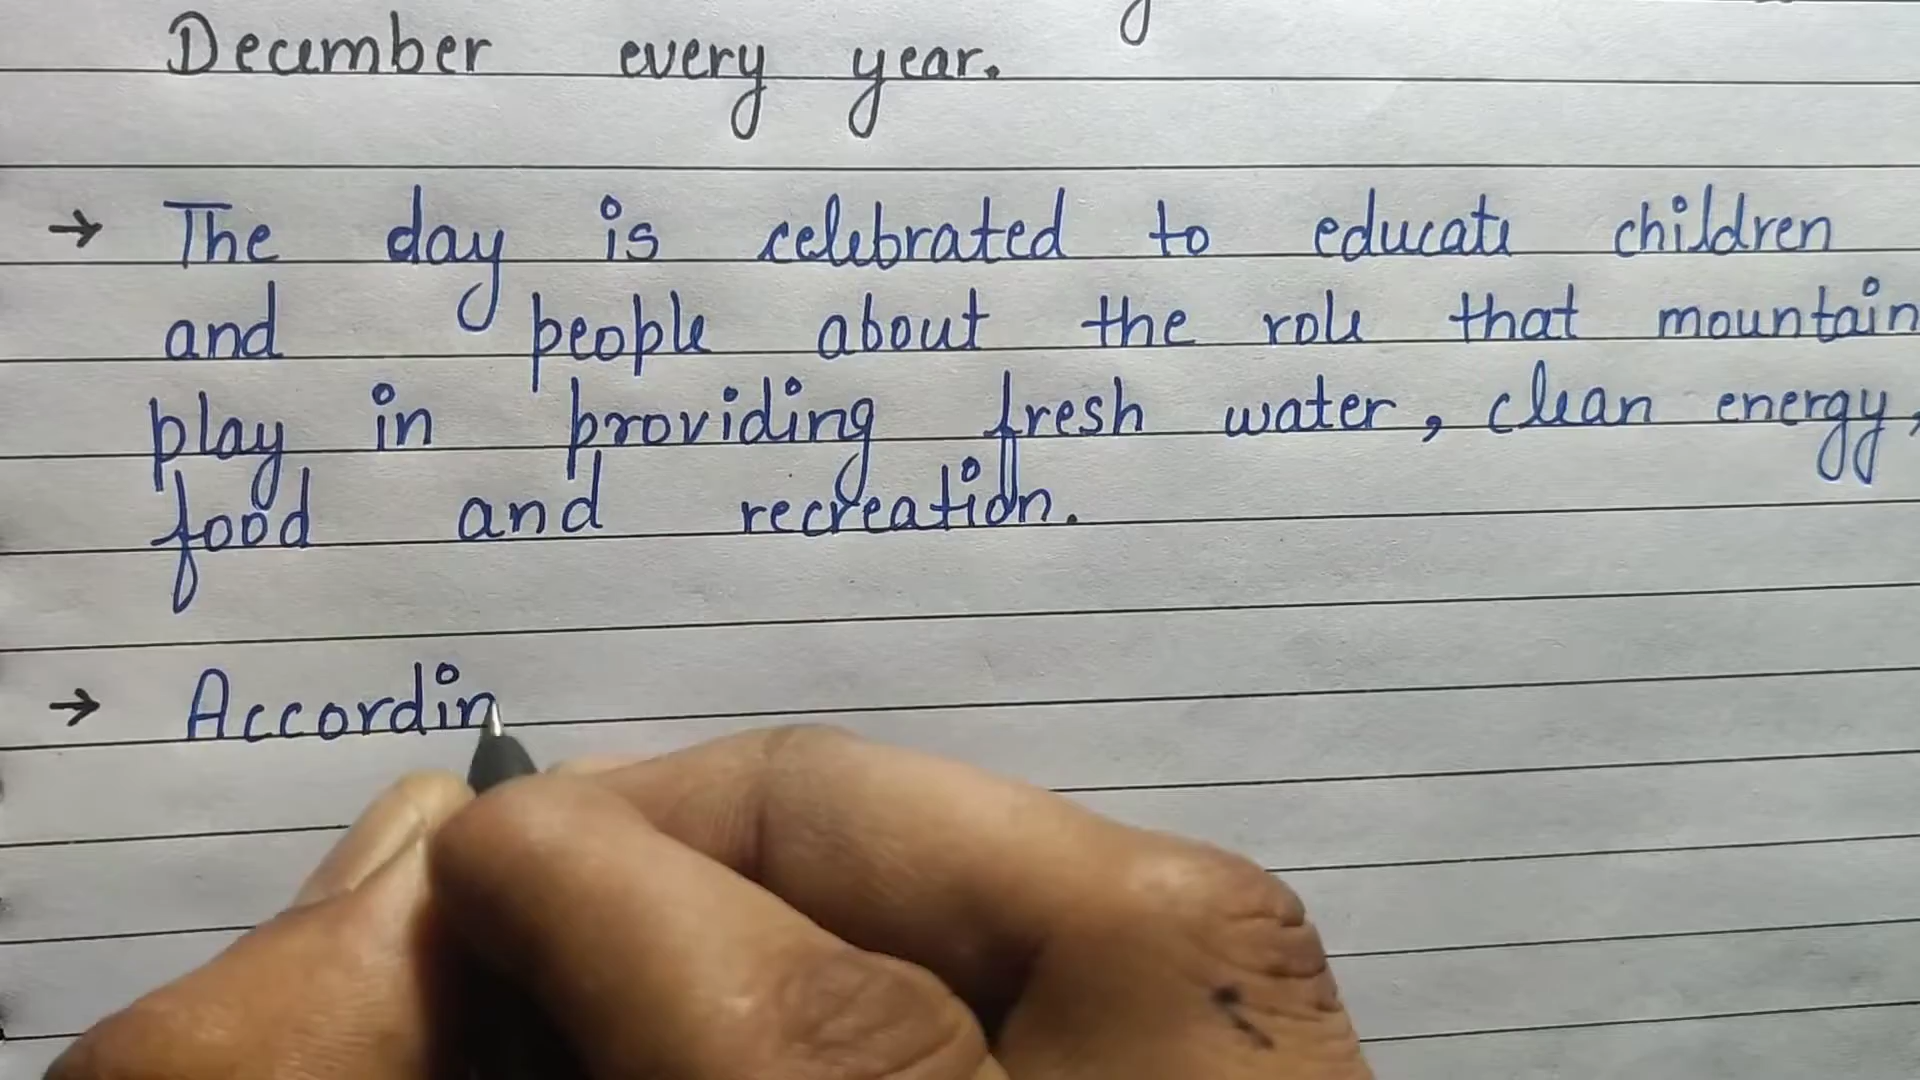 December every year.
→ The day is celebrated to educate children
and people about the role that mountain
play in providing fresh water, clean energy,
food and recreation.
→ Accordin